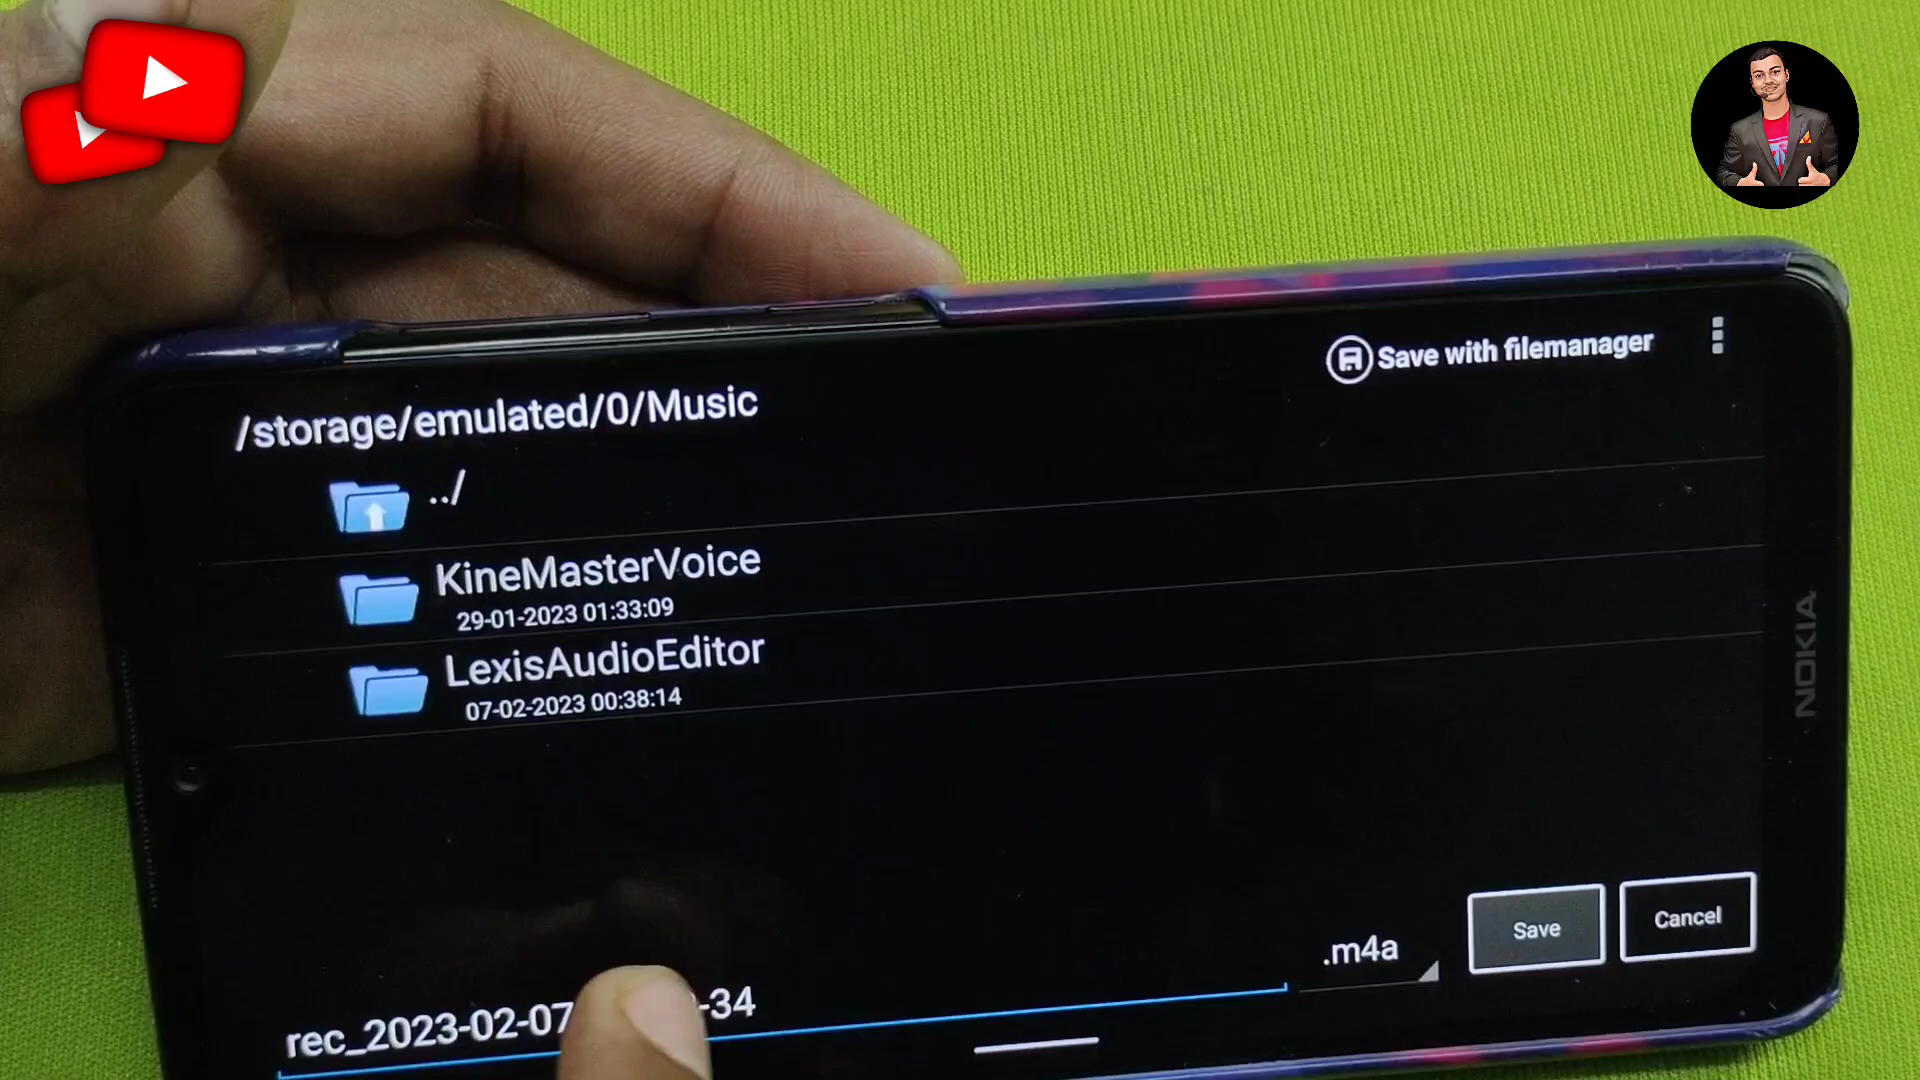 Save with filemanager
/storage/emulated/0/Music
../
KineMasterVoice
29-01-2023 01:33:09
LexisAudioEditor
07-02-2023 00:38:14
NOKIA
.m4a
Save
Cancel
rec_2023-02-07 -34